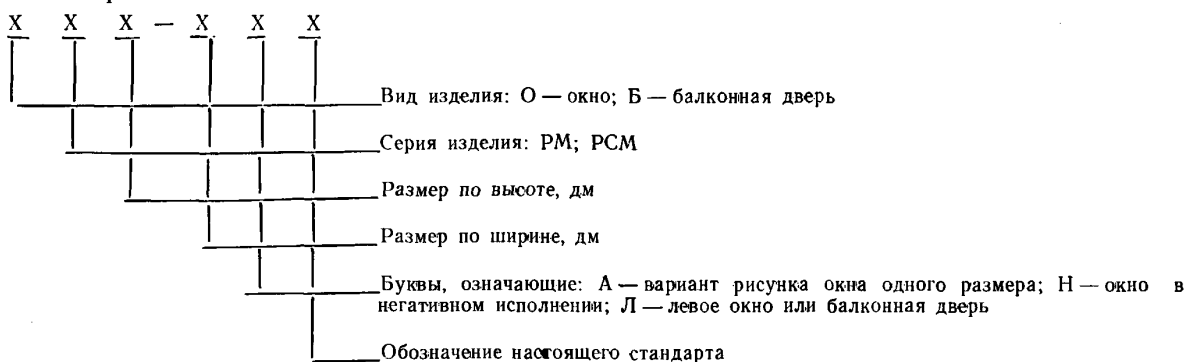 X X X — X X X
Вид изделия: О — окно; Б — балконная дверь
Серия изделия: РМ; РСМ
Размер по высоте, дм
Размер по ширине, дм
Буквы, означающие: А — вариант рисунка окна одного размера; Н — окно в
негативном исполнении; Л — левое окно или балконная дверь
Обозначение настоящего стандарта